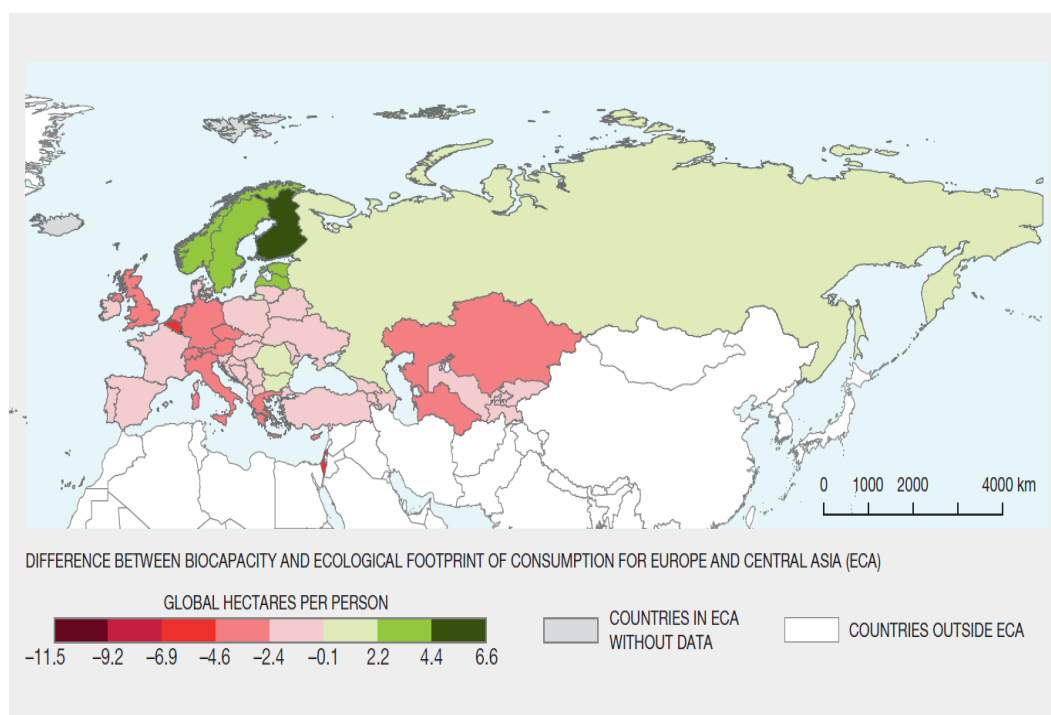 0 1000 2000 4000 km
DIFFERENCE BETWEEN BIOCAPACITY AND ECOLOGICAL FOOTPRINT OF CONSUMPTION FOR EUROPE AND CENTRAL ASIA (ECA)
GLOBAL HECTARES PER PERSON
–11.5 –9.2 –6.9 –4.6 –2.4 –0.1 2.2 4.4 6.6
COUNTRIES IN ECA
WITHOUT DATA
COUNTRIES OUTSIDE ECA